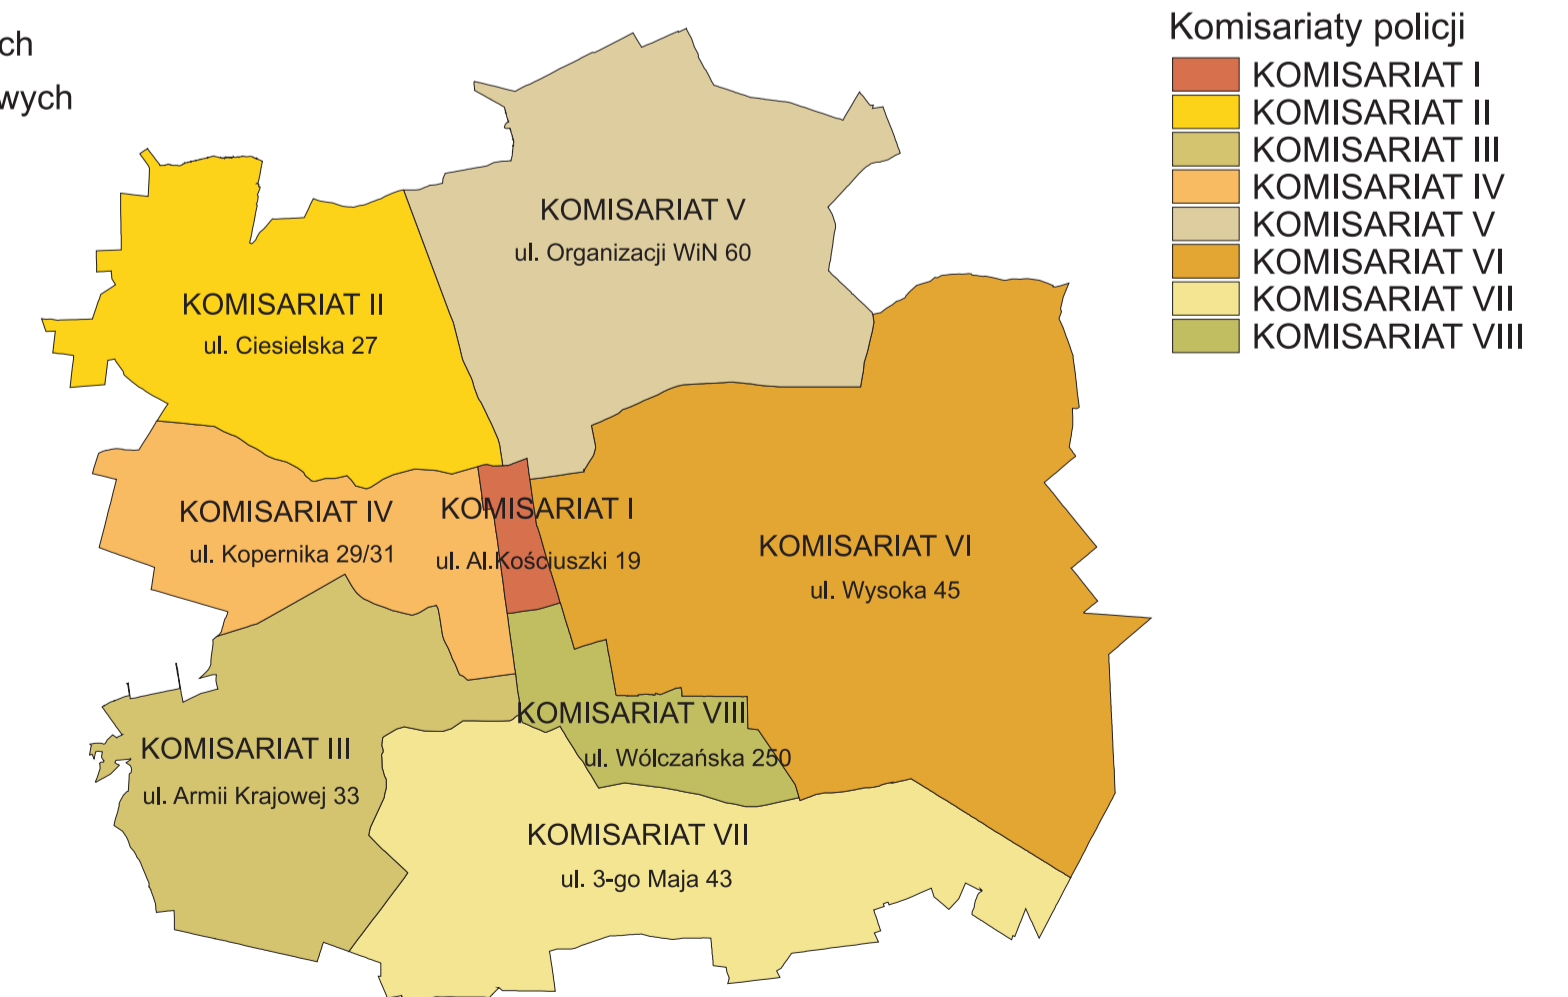 ch
wych
Komisariaty policji
KOMISARIAT I
KOMISARIAT II
KOMISARIAT III
KOMISARIAT IV
KOMISARIAT V
KOMISARIAT VI
KOMISARIAT VII
KOMISARIAT VIII
KOMISARIAT V
ul. Organizacji WiN 60
KOMISARIAT II
ul. Ciesielska 27
KOMISARIAT IV
ul. Kopernika 29/31
KOMISARIAT I
ul. Al.Kościuszki 19
KOMISARIAT VI
ul. Wysoka 45
KOMISARIAT VIII
ul. Wólczańska 250
KOMISARIAT III
ul. Armii Krajowej 33
KOMISARIAT VII
ul. 3-go Maja 43